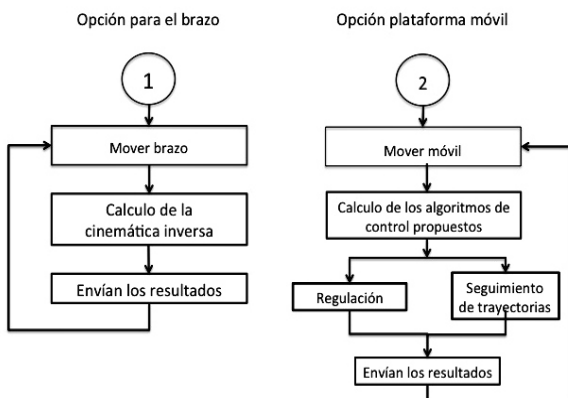 Opción para el brazo
1
Mover brazo
Calculo de la
cinemática inversa
Envían los resultados
Opción plataforma móvil
2
Mover móvil
Calculo de los algoritmos de
control propuestos
Regulación
Seguimiento
de trayectorias
Envían los resultados